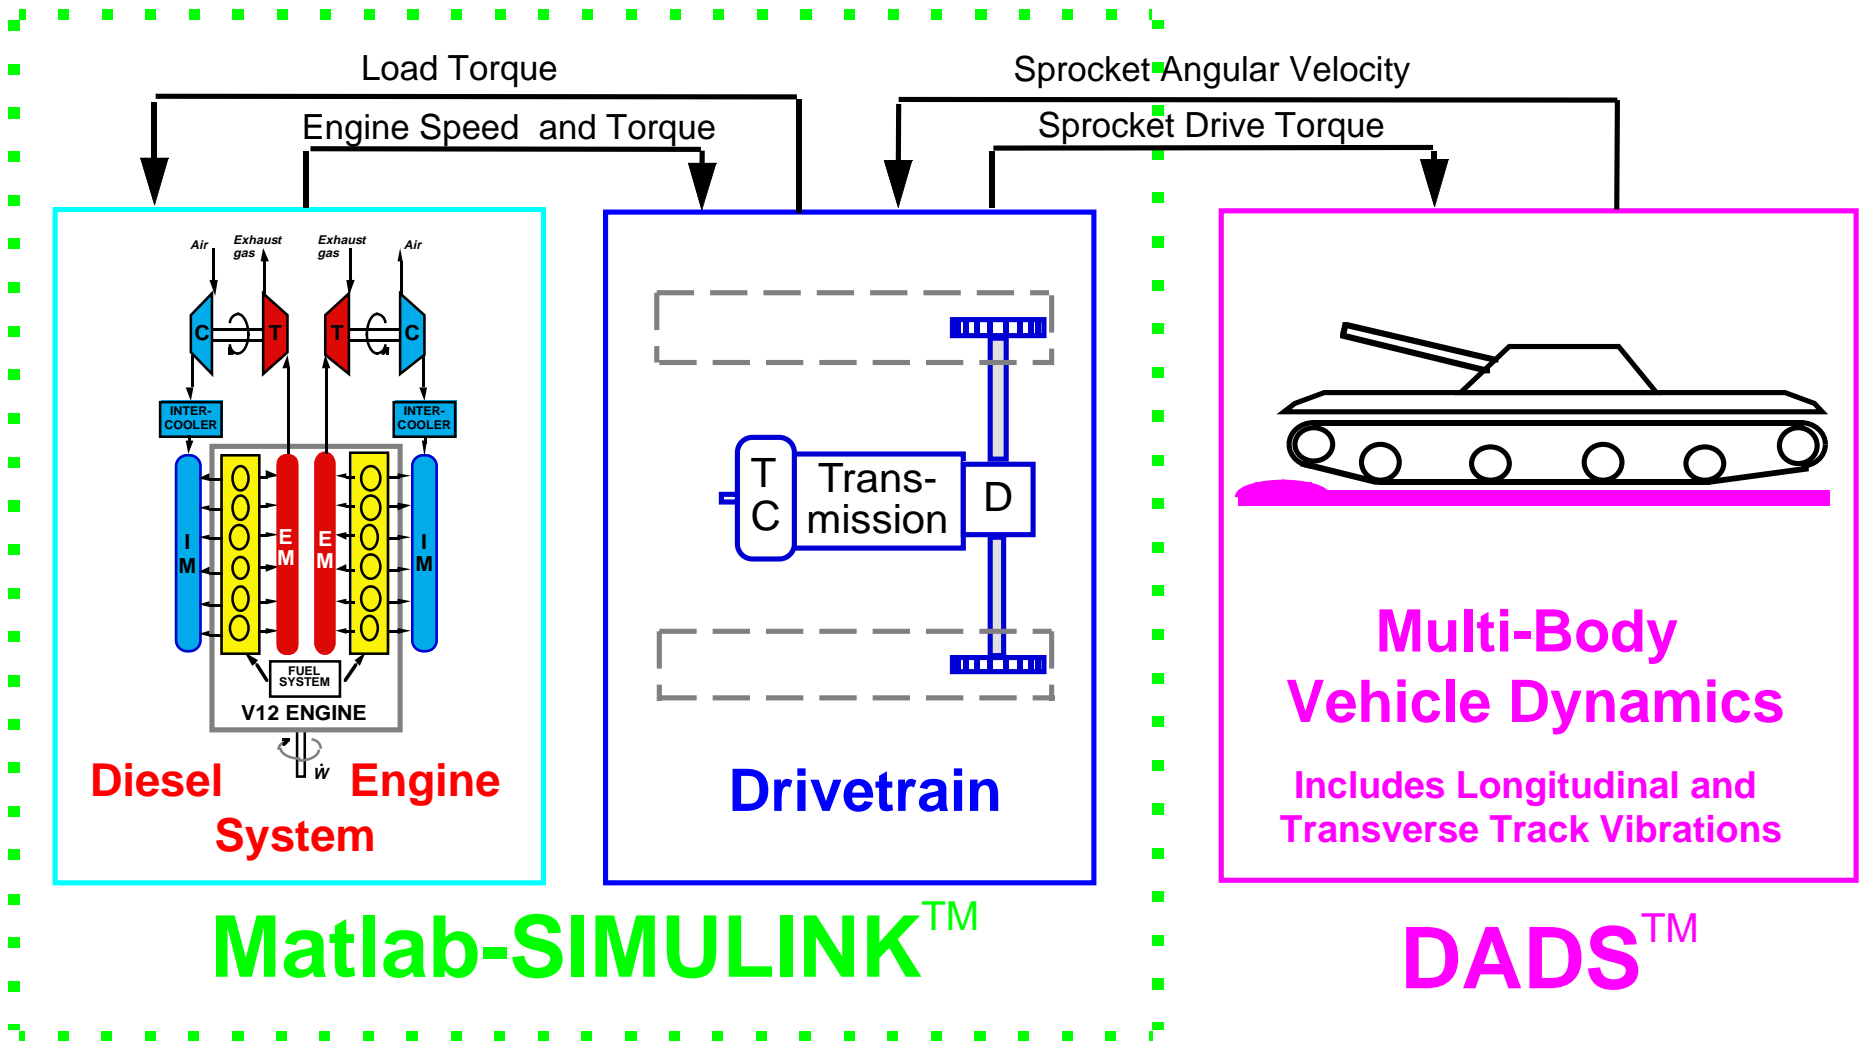 Load Torque
Sprocket Angular Velocity
Engine Speed and Torque
Sprocket Drive Torque
Air
Exhaust
gas
Exhaust
gas
Air
C
T
T
C
INTER-
COOLER
INTER-
COOLER
I
M
E
M
E
M
I
M
FUEL
SYSTEM
V12 ENGINE
Ẇ
Diesel Engine
System
T
C
Trans-
mission
D
Drivetrain
Multi-Body
Vehicle Dynamics
Includes Longitudinal and
Transverse Track Vibrations
Matlab-SIMULINK™
DADS™